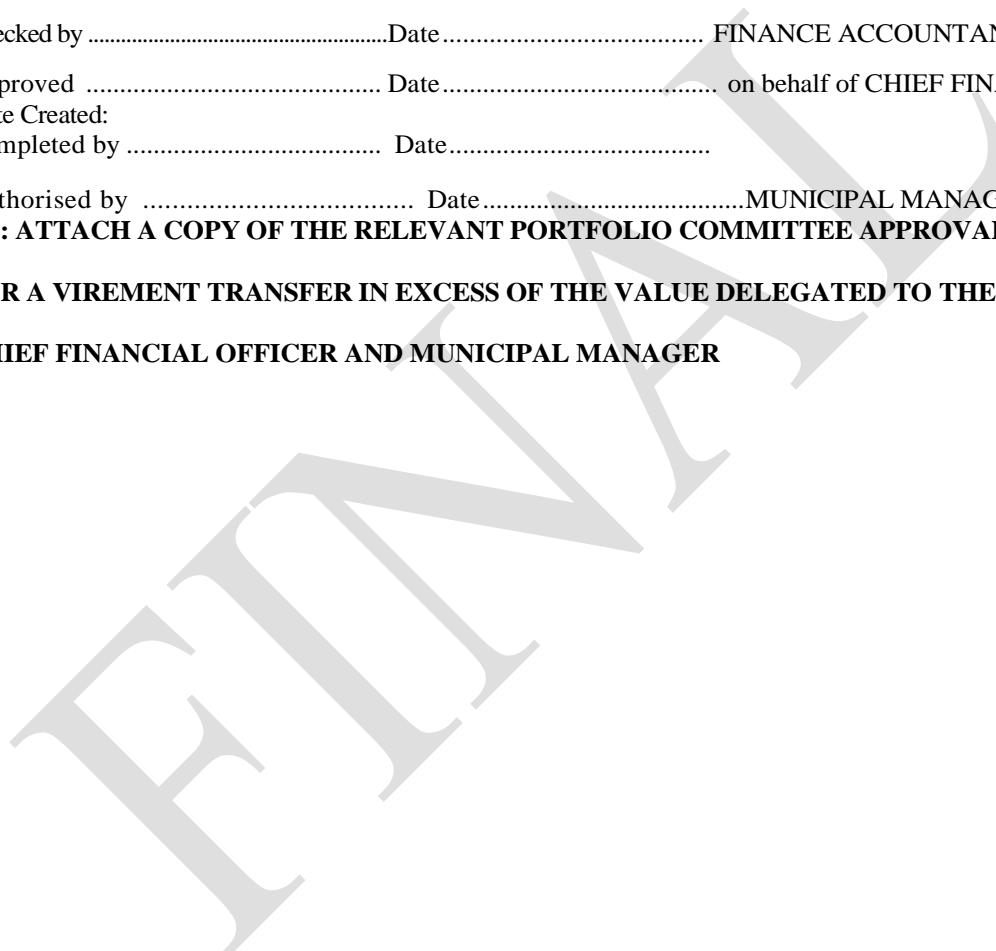 ecked by ........................................................Date....................................... FINANCE ACCOUNTAN
proved ............................................ Date......................................... on behalf of CHIEF FINA
te Created:
mpleted by ...................................... Date.......................................
thorised by .................................. Date.......................................MUNICIPAL MANAG
: ATTACH A COPY OF THE RELEVANT PORTFOLIO COMMITTEE APPROVAL
R A VIREMENT TRANSFER IN EXCESS OF THE VALUE DELEGATED TO THE
HIEF FINANCIAL OFFICER AND MUNICIPAL MANAGER
FINAL